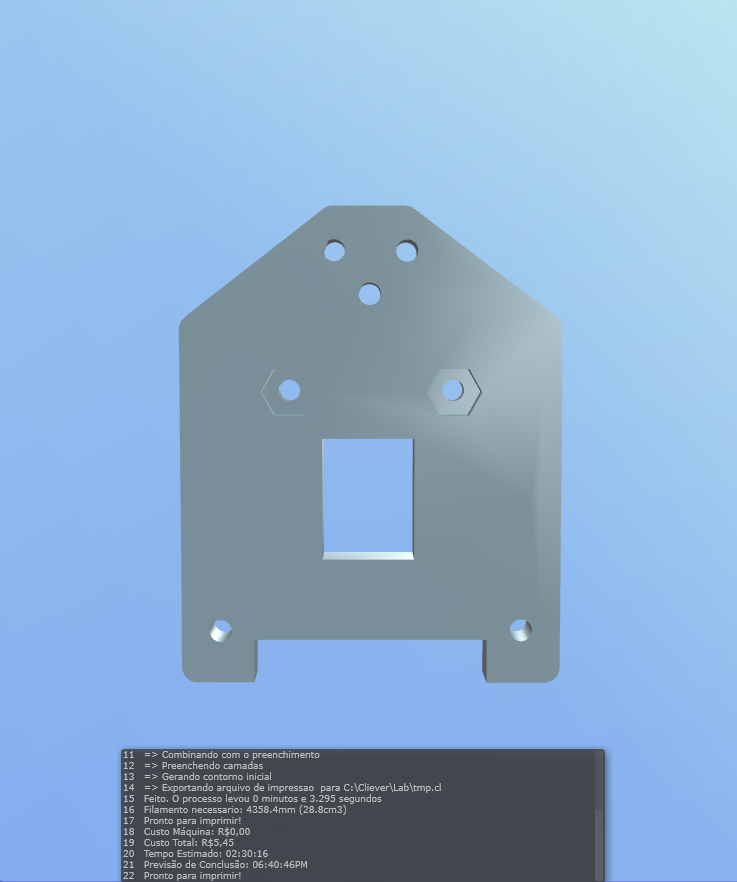 11 => Combinando com o preenchimento
12 => Preenchendo camadas
13 => Gerando contorno inicial
14 => Exportando arquivo de impressao  para C:\Cliever\Lab\tmp.cl
15 Feito. O processo levou 0 minutos e 3.295 segundos
16 Filamento necessario: 4358.4mm (28.8cm3)
17 Pronto para imprimir!
18 Custo Máquina: R$0,00
19 Custo Total: R$5,45
20 Tempo Estimado: 02:30:16
21 Previsão de Conclusão: 06:40:46PM
22 Pronto para imprimir!